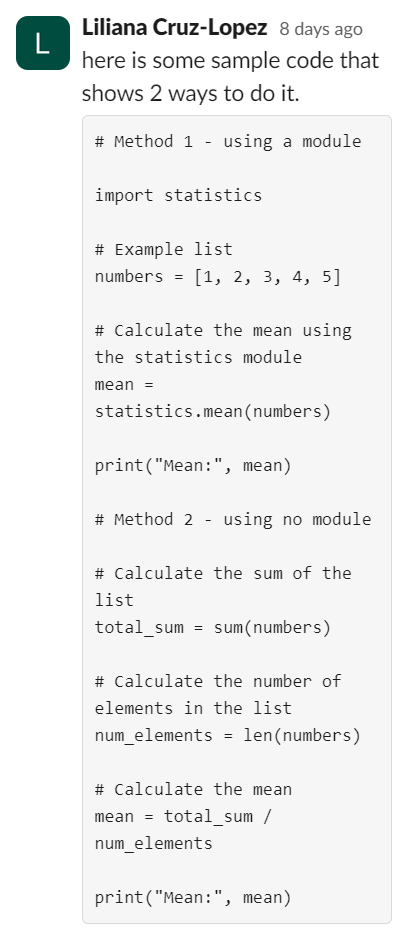 L
Liliana Cruz-Lopez 8 days ago
here is some sample code that
shows 2 ways to do it.
# Method 1 - using a module
import statistics
# Example list
numbers = [1, 2, 3, 4, 5]
# Calculate the mean using
the statistics module
mean =
statistics.mean(numbers)
print("Mean:", mean)
# Method 2 - using no module
# Calculate the sum of the
list
total_sum = sum(numbers)
# Calculate the number of
elements in the list
num_elements = len(numbers)
# Calculate the mean
mean = total_sum /
num_elements
print("Mean:", mean)